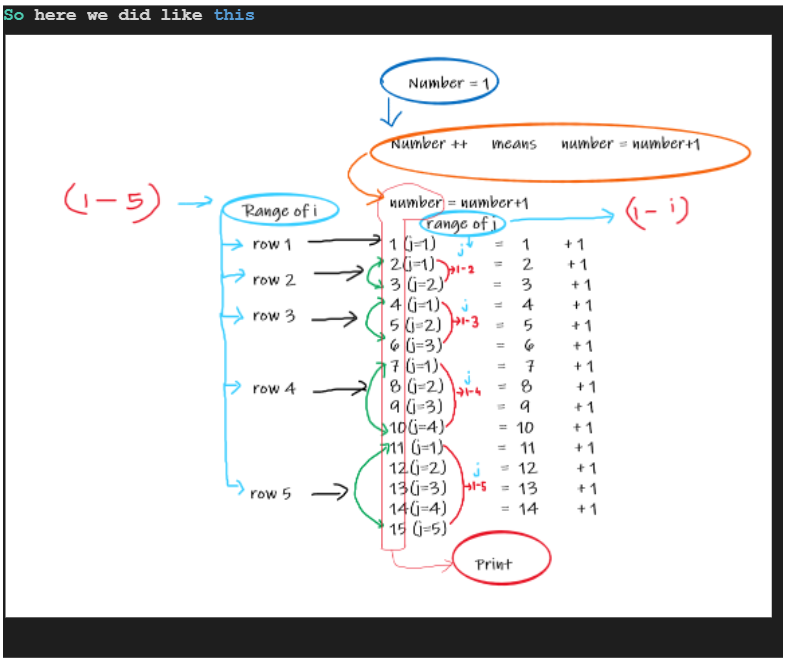 So here we did like this
Number = 1
Number ++ means number = number+1
(1 - 5)
Range of i
number = number+1
range of j
(1 - i)
row 1
1 (j=1) = 1 +1
j
row 2
2(j=1) = 2 +1
1-2
3 (j=2) = 3 +1
row 3
4 (j=1) = 4 +1
j
5 (j=2) = 5 +1
1-3
6 (j=3) = 6 +1
row 4
7 (j=1) = 7 +1
j
8 (j=2) = 8 +1
1-4
9 (j=3) = 9 +1
10(j=4) = 10 +1
row 5
11 (j=1) = 11 +1
12(j=2) = 12 +1
j
13(j=3) = 13 +1
1-5
14(j=4) = 14 +1
15 (j=5)
Print